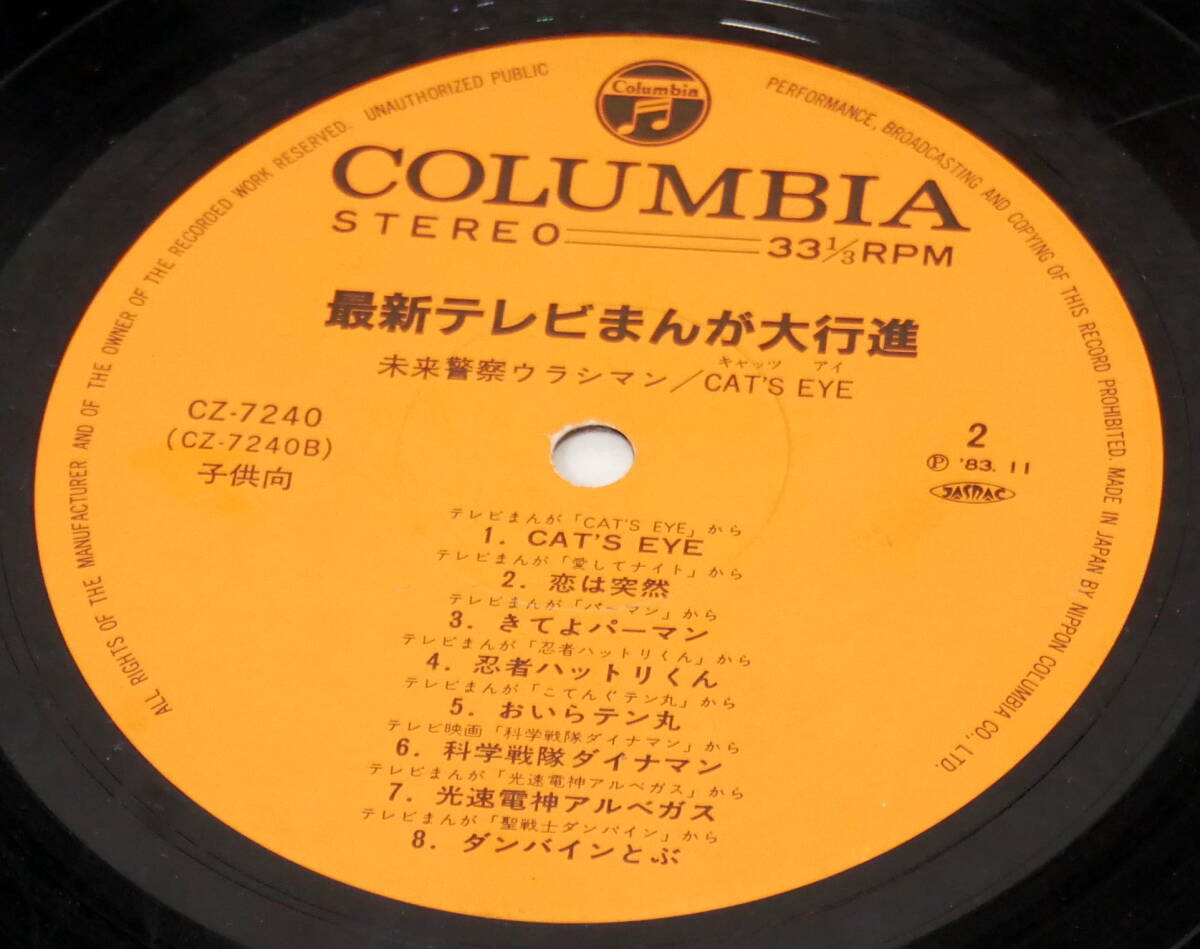 Columbia
COLUMBIA
STEREO 33 1/3 RPM
最新テレビまんが大行進
キャッツ アイ
未来警察ウラシマン/CAT'S EYE
CZ-7240
(CZ-7240B)
子供向
2
Ⓟ '83. 11
JASRAC
テレビまんが「CAT'S EYE」から
1. CAT'S EYE
テレビまんが「愛してナイト」から
2. 恋は突然
テレビまんが「パーマン」から
3. きてよパーマン
テレビまんが「忍者ハットリくん」から
4. 忍者ハットリくん
テレビまんが「こてんぐテン丸」から
5. おいらテン丸
テレビ映画「科学戦隊ダイナマン」から
6. 科学戦隊ダイナマン
テレビまんが「光速電神アルベガス」から
7. 光速電神アルベガス
テレビまんが「聖戦士ダンバイン」から
8. ダンバインとぶ
ALL RIGHTS OF THE MANUFACTURER AND OF THE OWNER OF THE RECORDED WORK RESERVED. UNAUTHORIZED PUBLIC PERFORMANCE, BROADCASTING AND COPYING OF THIS RECORD PROHIBITED. MADE IN JAPAN BY NIPPON COLUMBIA CO., LTD.